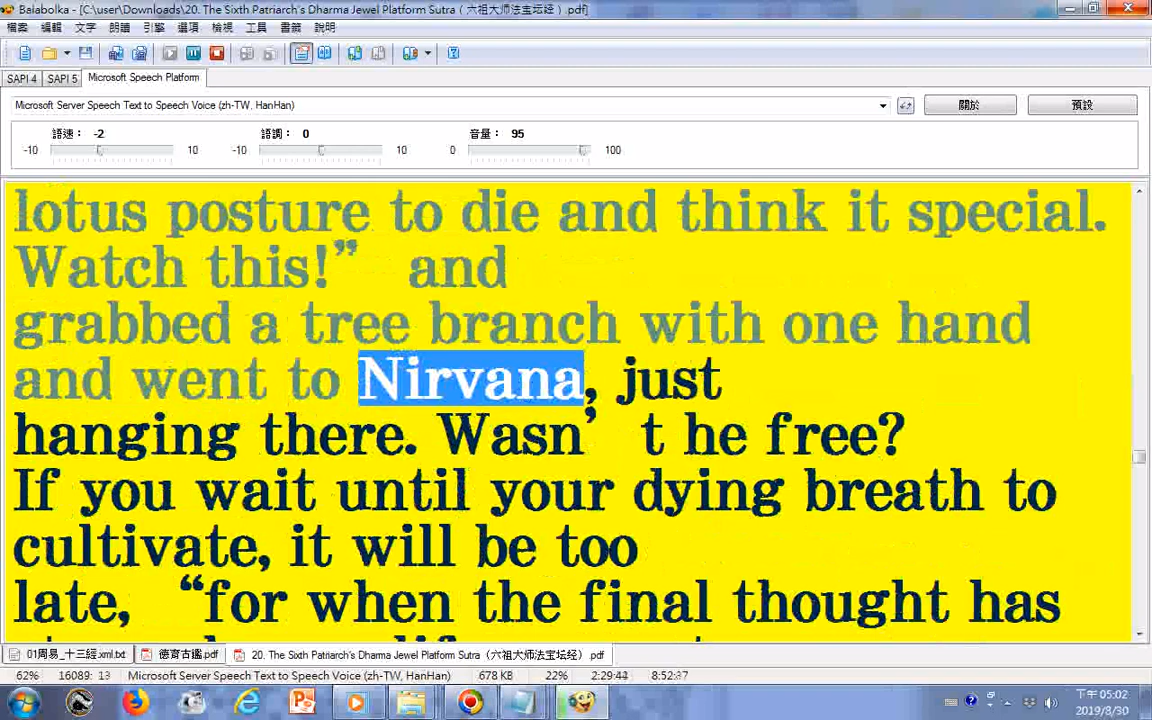 Balabolka - [C:\user\Downloads\20. The Sixth Patriarch's Dharma Jewel Platform Sutra（六祖大师法宝坛经）.pdf]
檔案 編輯 文字 朗讀 引擎 選項 檢視 工具 書籤 說明
SAPI 4 SAPI 5 Microsoft Speech Platform
Microsoft Server Speech Text to Speech Voice (zh-TW, HanHan) 關於 預設
語速： -2 語調： 0 音量： 95
-10 10 -10 10 0 100
lotus posture to die and think it special.
Watch this!” and
grabbed a tree branch with one hand
and went to Nirvana, just
hanging there. Wasn’t he free?
If you wait until your dying breath to
cultivate, it will be too
late, “for when the final thought has
01周易_十三經.xml.txt 德育古鑑.pdf 20. The Sixth Patriarch's Dharma Jewel Platform Sutra（六祖大师法宝坛经）.pdf
62% 16089: 13 Microsoft Server Speech Text to Speech Voice (zh-TW, HanHan) 678 KB 22% 2:29:44 8:52:37
下午 05:02
2019/8/30